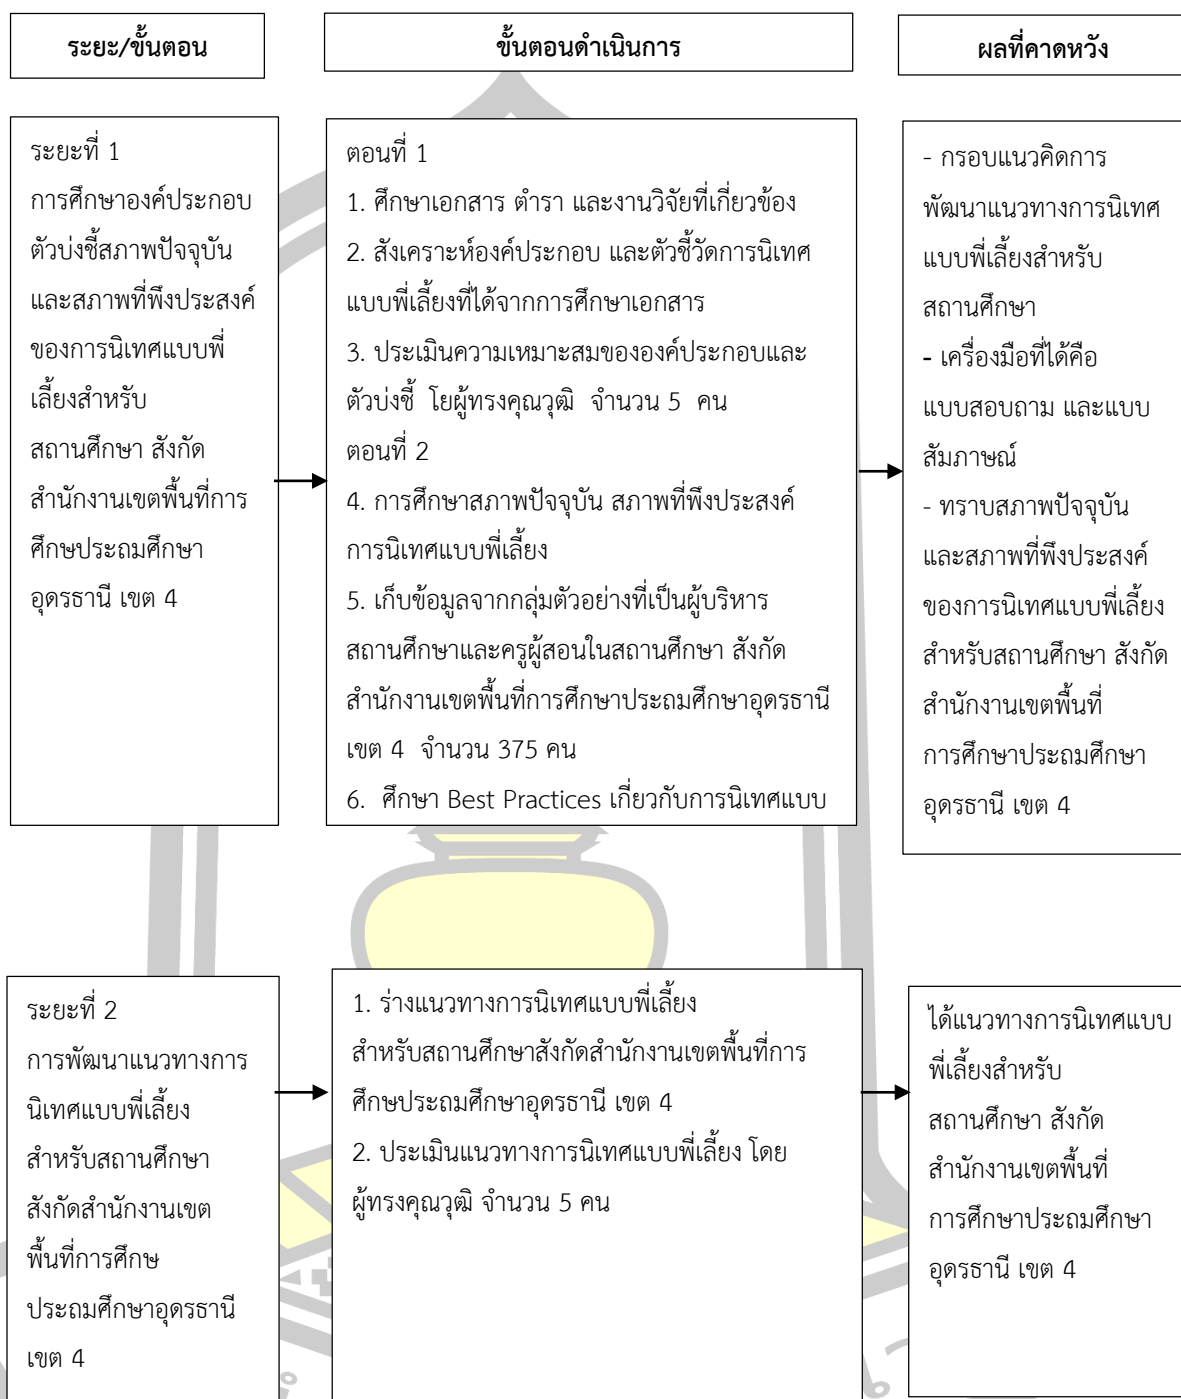 ระยะ/ขั้นตอน
ขั้นตอนดำเนินการ
ผลที่คาดหวัง
ระยะที่ 1
การศึกษาองค์ประกอบ
ตัวบ่งชี้สภาพปัจจุบัน
และสภาพที่พึงประสงค์
ของการนิเทศแบบพี่
เลี้ยงสำหรับ
สถานศึกษา สังกัด
สำนักงานเขตพื้นที่การ
ศึกษประถมศึกษา
อุดรธานี เขต 4
ตอนที่ 1
1. ศึกษาเอกสาร ตำรา และงานวิจัยที่เกี่ยวข้อง
2. สังเคราะห์องค์ประกอบ และตัวชี้วัดการนิเทศ
แบบพี่เลี้ยงที่ได้จากการศึกษาเอกสาร
3. ประเมินความเหมาะสมขององค์ประกอบและ
ตัวบ่งชี้ โยผู้ทรงคุณวุฒิ จำนวน 5 คน
ตอนที่ 2
4. การศึกษาสภาพปัจจุบัน สภาพที่พึงประสงค์
การนิเทศแบบพี่เลี้ยง
5. เก็บข้อมูลจากกลุ่มตัวอย่างที่เป็นผู้บริหาร
สถานศึกษาและครูผู้สอนในสถานศึกษา สังกัด
สำนักงานเขตพื้นที่การศึกษาประถมศึกษาอุดรธานี
เขต 4 จำนวน 375 คน
6. ศึกษา Best Practices เกี่ยวกับการนิเทศแบบ
- กรอบแนวคิดการ
พัฒนาแนวทางการนิเทศ
แบบพี่เลี้ยงสำหรับ
สถานศึกษา
- เครื่องมือที่ได้คือ
แบบสอบถาม และแบบ
สัมภาษณ์
- ทราบสภาพปัจจุบัน
และสภาพที่พึงประสงค์
ของการนิเทศแบบพี่เลี้ยง
สำหรับสถานศึกษา สังกัด
สำนักงานเขตพื้นที่
การศึกษาประถมศึกษา
อุดรธานี เขต 4
ระยะที่ 2
การพัฒนาแนวทางการ
นิเทศแบบพี่เลี้ยง
สำหรับสถานศึกษา
สังกัดสำนักงานเขต
พื้นที่การศึกษ
ประถมศึกษาอุดรธานี
เขต 4
1. ร่างแนวทางการนิเทศแบบพี่เลี้ยง
สำหรับสถานศึกษาสังกัดสำนักงานเขตพื้นที่การ
ศึกษประถมศึกษาอุดรธานี เขต 4
2. ประเมินแนวทางการนิเทศแบบพี่เลี้ยง โดย
ผู้ทรงคุณวุฒิ จำนวน 5 คน
ได้แนวทางการนิเทศแบบ
พี่เลี้ยงสำหรับ
สถานศึกษา สังกัด
สำนักงานเขตพื้นที่
การศึกษาประถมศึกษา
อุดรธานี เขต 4